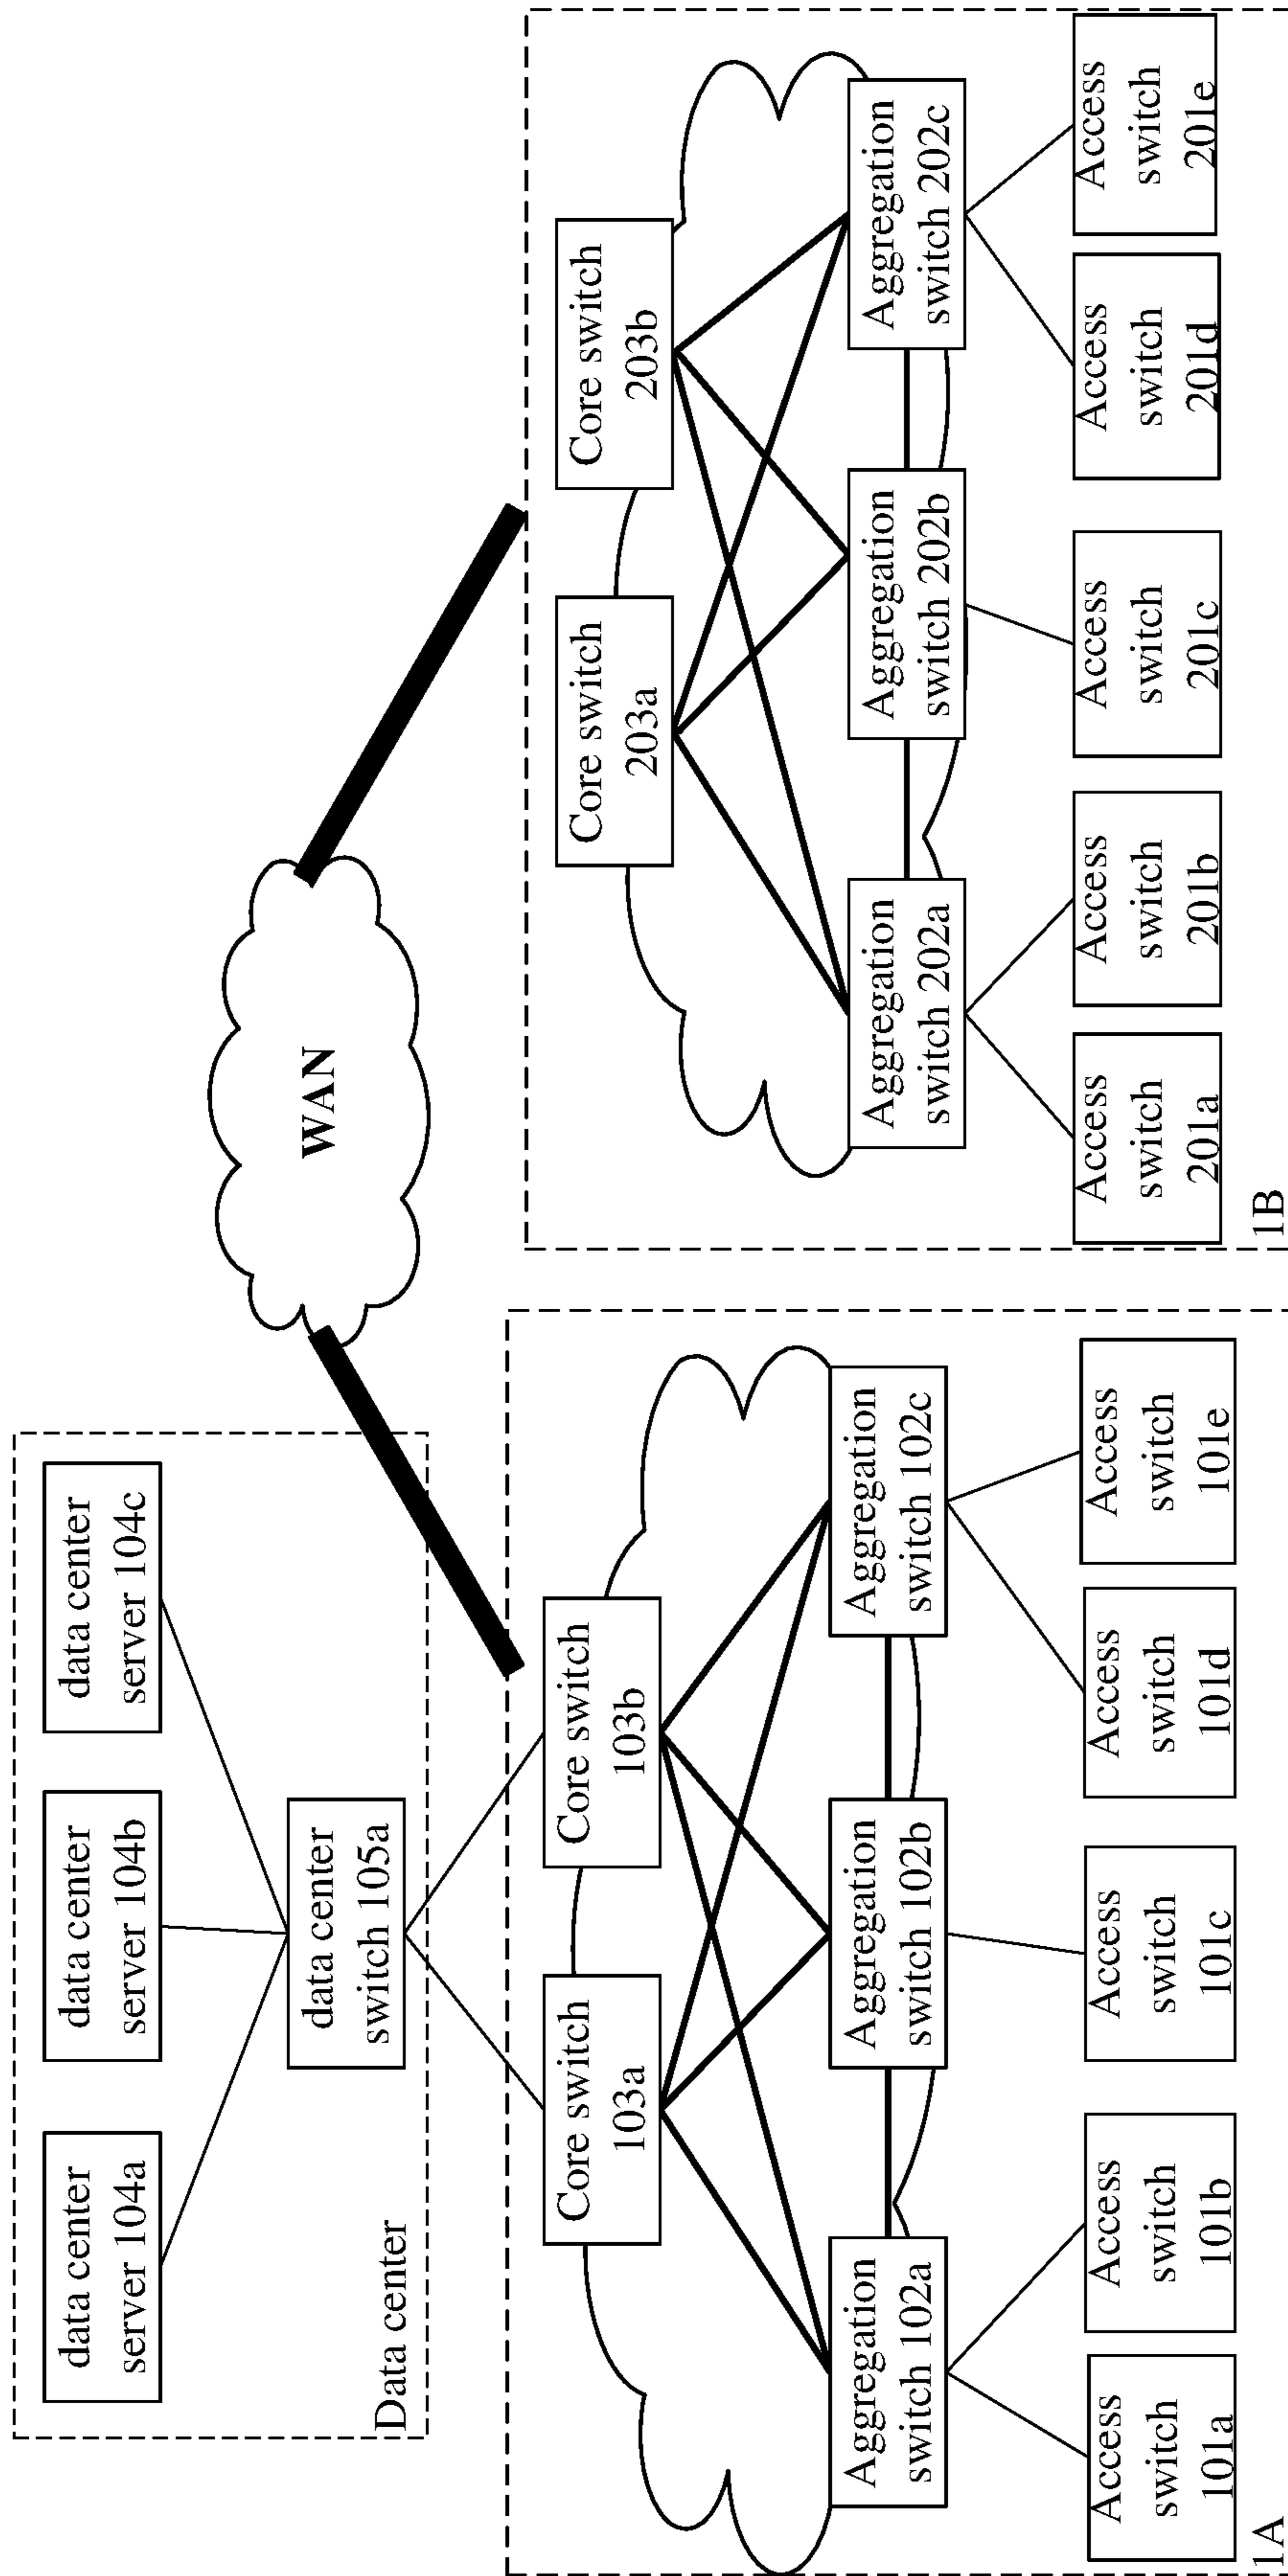 data center
server 104a
data center
server 104b
data center
server 104c
data center
switch 105a
Data center
WAN
Core switch
103a
Core switch
103b
Aggregation
switch 102a
Aggregation
switch 102b
Aggregation
switch 102c
Access
switch
101a
Access
switch
101b
Access
switch
101c
Access
switch
101d
Access
switch
101e
1A
Core switch
203a
Core switch
203b
Aggregation
switch 202a
Aggregation
switch 202b
Aggregation
switch 202c
Access
switch
201a
Access
switch
201b
Access
switch
201c
Access
switch
201d
Access
switch
201e
1B